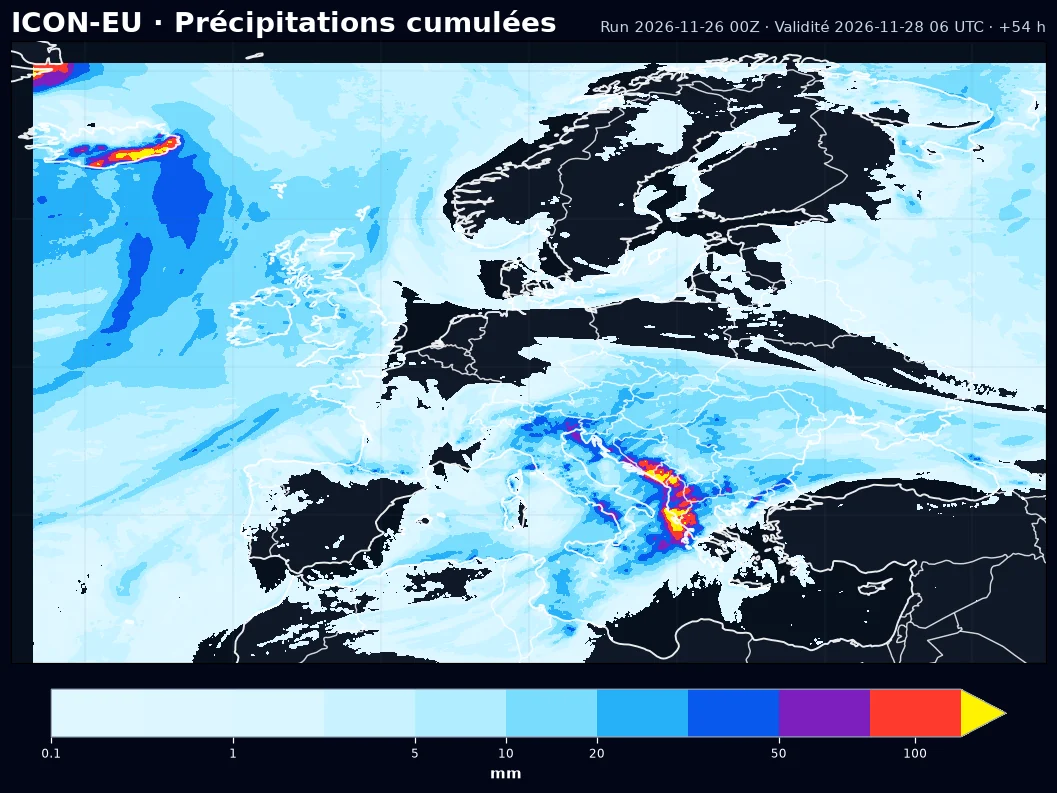 ICON-EU · Précipitations cumulées
Run 2026-11-26 00Z · Validité 2026-11-28 06 UTC · +54 h
0.1 1 5 10 20 50 100
mm